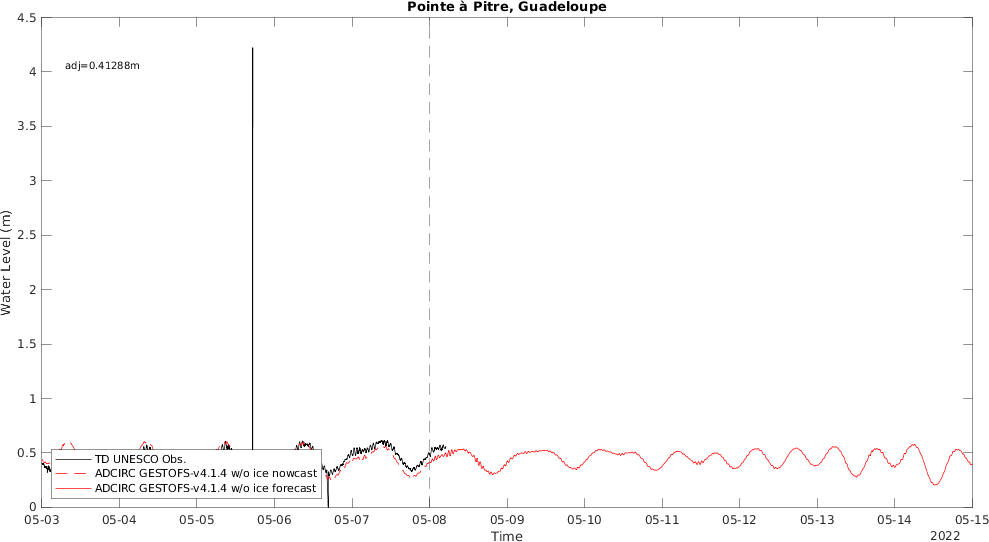 Pointe à Pitre, Guadeloupe
4.5
adj=0.41288m
4
3.5
3
2.5
2
1.5
1
0.5
0
Water Level (m)
TD UNESCO Obs.
ADCIRC GESTOFS-v4.1.4 w/o ice nowcast
ADCIRC GESTOFS-v4.1.4 w/o ice forecast
05-03 05-04 05-05 05-06 05-07 05-08 05-09 05-10 05-11 05-12 05-13 05-14 05-15
Time
2022